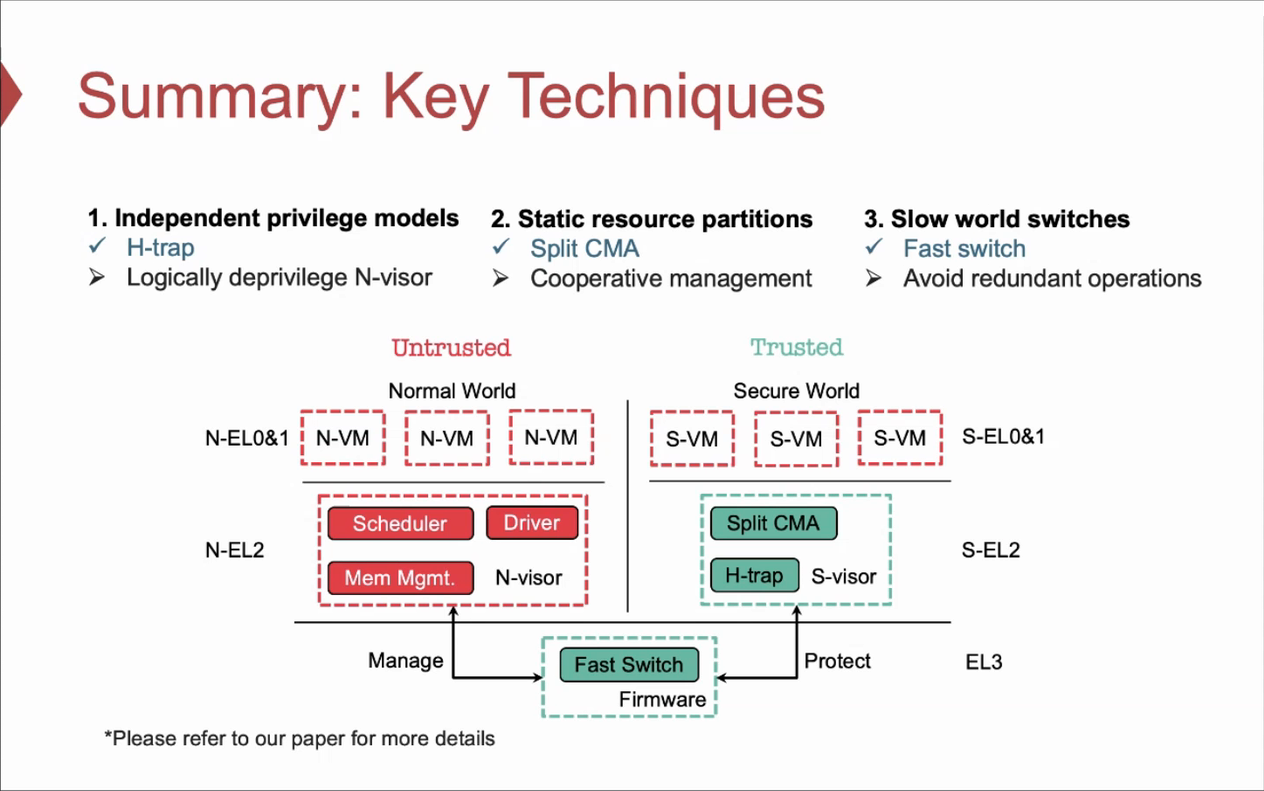 Summary: Key Techniques
1. Independent privilege models
✓ H-trap
➢ Logically deprivilege N-visor
2. Static resource partitions
✓ Split CMA
➢ Cooperative management
3. Slow world switches
✓ Fast switch
➢ Avoid redundant operations
Untrusted
Trusted
Normal World
Secure World
N-EL0&1
N-VM
N-VM
N-VM
S-VM
S-VM
S-VM
S-EL0&1
N-EL2
Scheduler
Driver
Mem Mgmt.
N-visor
Split CMA
H-trap
S-visor
S-EL2
Manage
Fast Switch
Firmware
Protect
EL3
*Please refer to our paper for more details